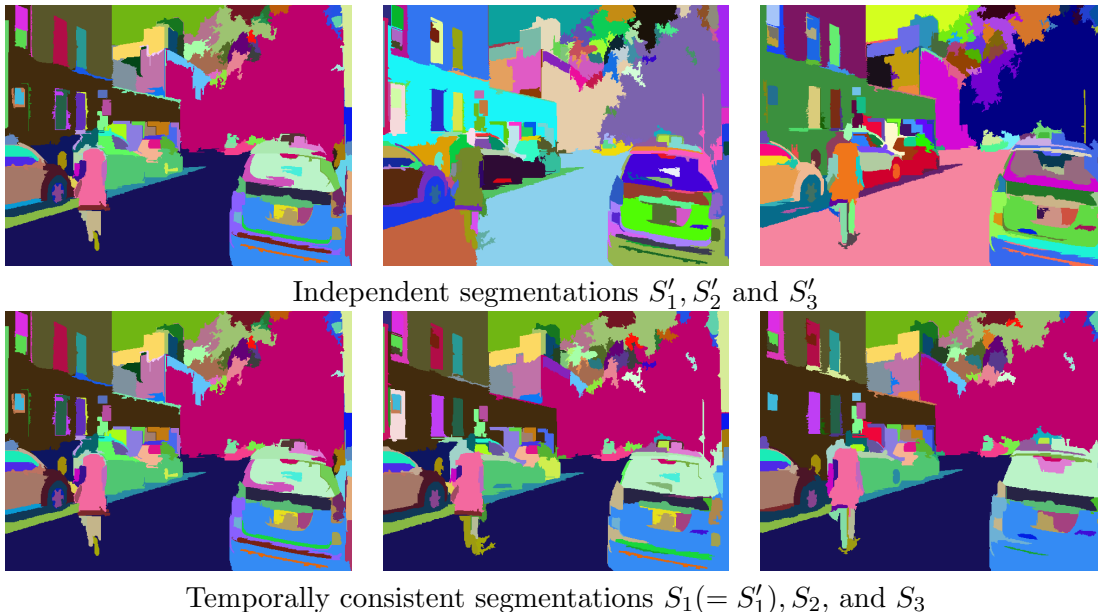 Independent segmentations S′₁, S′₂ and S′₃
Temporally consistent segmentations S₁(= S′₁), S₂, and S₃